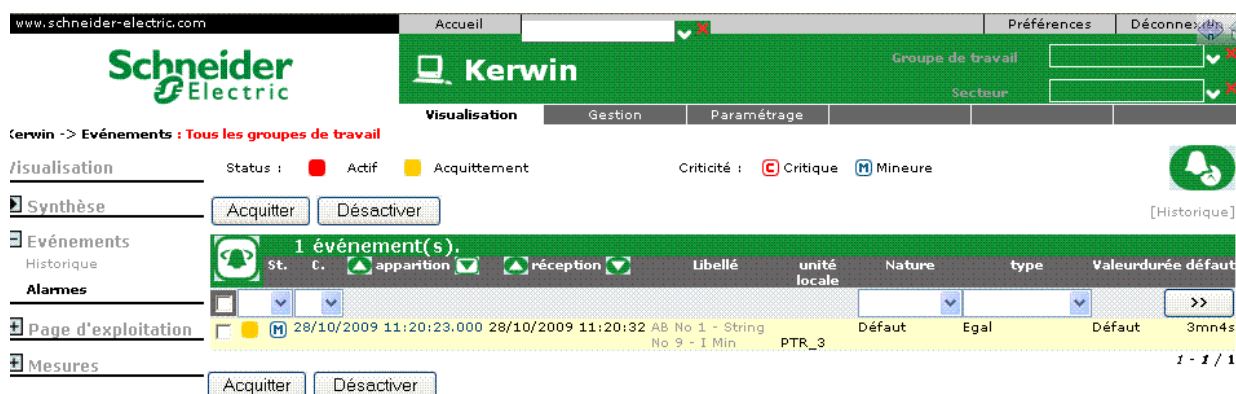 www.schneider-electric.com Accueil Préférences Déconnexion
Schneider Electric
Kerwin
Groupe de travail
Secteur
Visualisation Gestion Paramétrage
Kerwin -> Evénements : Tous les groupes de travail
Visualisation
Status : Actif Acquittement Criticité : C Critique M Mineure
Synthèse
Acquitter Désactiver
[Historique]
Evénements
Historique
Alarmes
1 événement(s).
St. C. apparition réception Libellé unité locale Nature type Valeur durée défaut
>>
M 28/10/2009 11:20:23.000 28/10/2009 11:20:32 AB No 1 - String No 9 - I Min PTR_3 Défaut Egal Défaut 3mn4s
Page d'exploitation
Mesures
1 - 1 / 1
Acquitter Désactiver